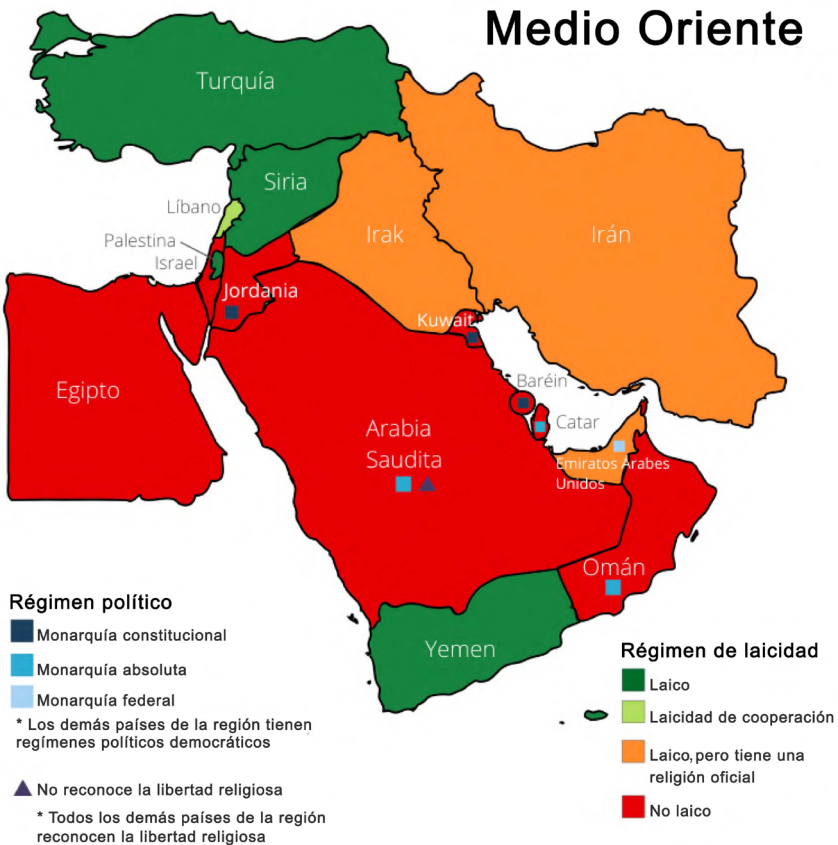 Medio Oriente
Turquía
Siria
Líbano
Palestina
Israel
Irak
Irán
Jordania
Kuwait
Egipto
Baréin
Catar
Arabia
Saudita
Emiratos Árabes
Unidos
Omán
Yemen
Régimen político
Monarquía constitucional
Monarquía absoluta
Monarquía federal
* Los demás países de la región tienen
regímenes políticos democráticos
No reconoce la libertad religiosa
* Todos los demás países de la región
reconocen la libertad religiosa
Régimen de laicidad
Laico
Laicidad de cooperación
Laico, pero tiene una
religión oficial
No laico